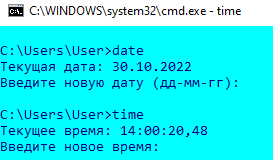 C:\WINDOWS\system32\cmd.exe - time
C:\Users\User>date
Текущая дата: 30.10.2022
Введите новую дату (дд-мм-гг):
C:\Users\User>time
Текущее время: 14:00:20,48
Введите новое время: